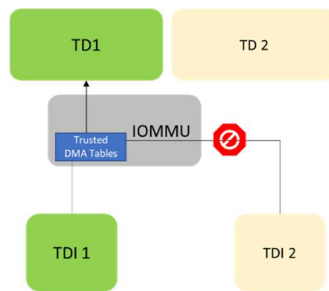 TD1
TD 2
IOMMU
Trusted
DMA Tables
TDI 1
TDI 2